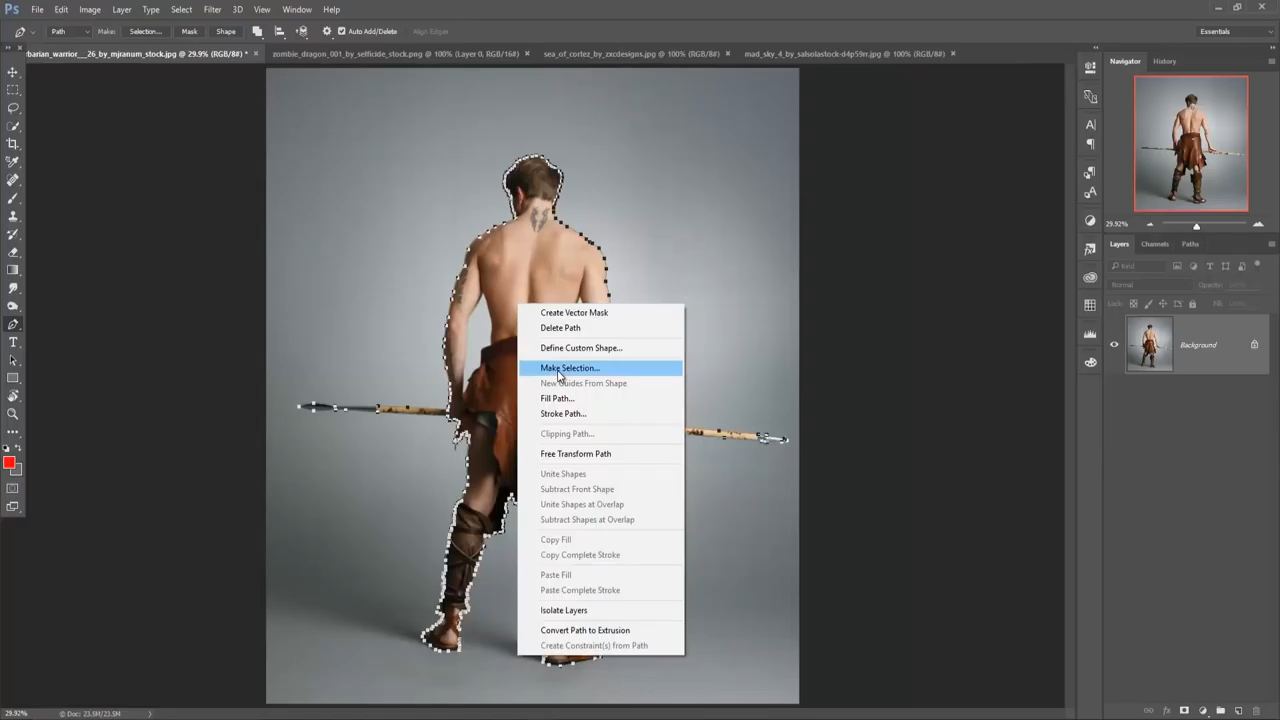 Ps File Edit Image Layer Type Select Filter 3D View Window Help
Path Make: Selection... Mask Shape Auto Add/Delete Align Edges Essentials
rbarian_warrior___26_by_mjranum_stock.jpg @ 29.9% (RGB/8#) * × zombie_dragon_001_by_selficide_stock.png @ 100% (Layer 0, RGB/16#) × sea_of_cortez_by_zxcdesigns.jpg @ 100% (RGB/8#) × mad_sky_4_by_salsolastock-d4p59rr.jpg @ 100% (RGB/8#) ×
Navigator History
29.92%
Layers Channels Paths
Kind
Normal Opacity:
Lock:
Background
Create Vector Mask
Delete Path
Define Custom Shape...
Make Selection...
New Guides From Shape
Fill Path...
Stroke Path...
Clipping Path...
Free Transform Path
Unite Shapes
Subtract Front Shape
Unite Shapes at Overlap
Subtract Shapes at Overlap
Copy Fill
Copy Complete Stroke
Paste Fill
Paste Complete Stroke
Isolate Layers
Convert Path to Extrusion
Create Constraint(s) from Path
29.92% Doc: 23.5M/23.5M